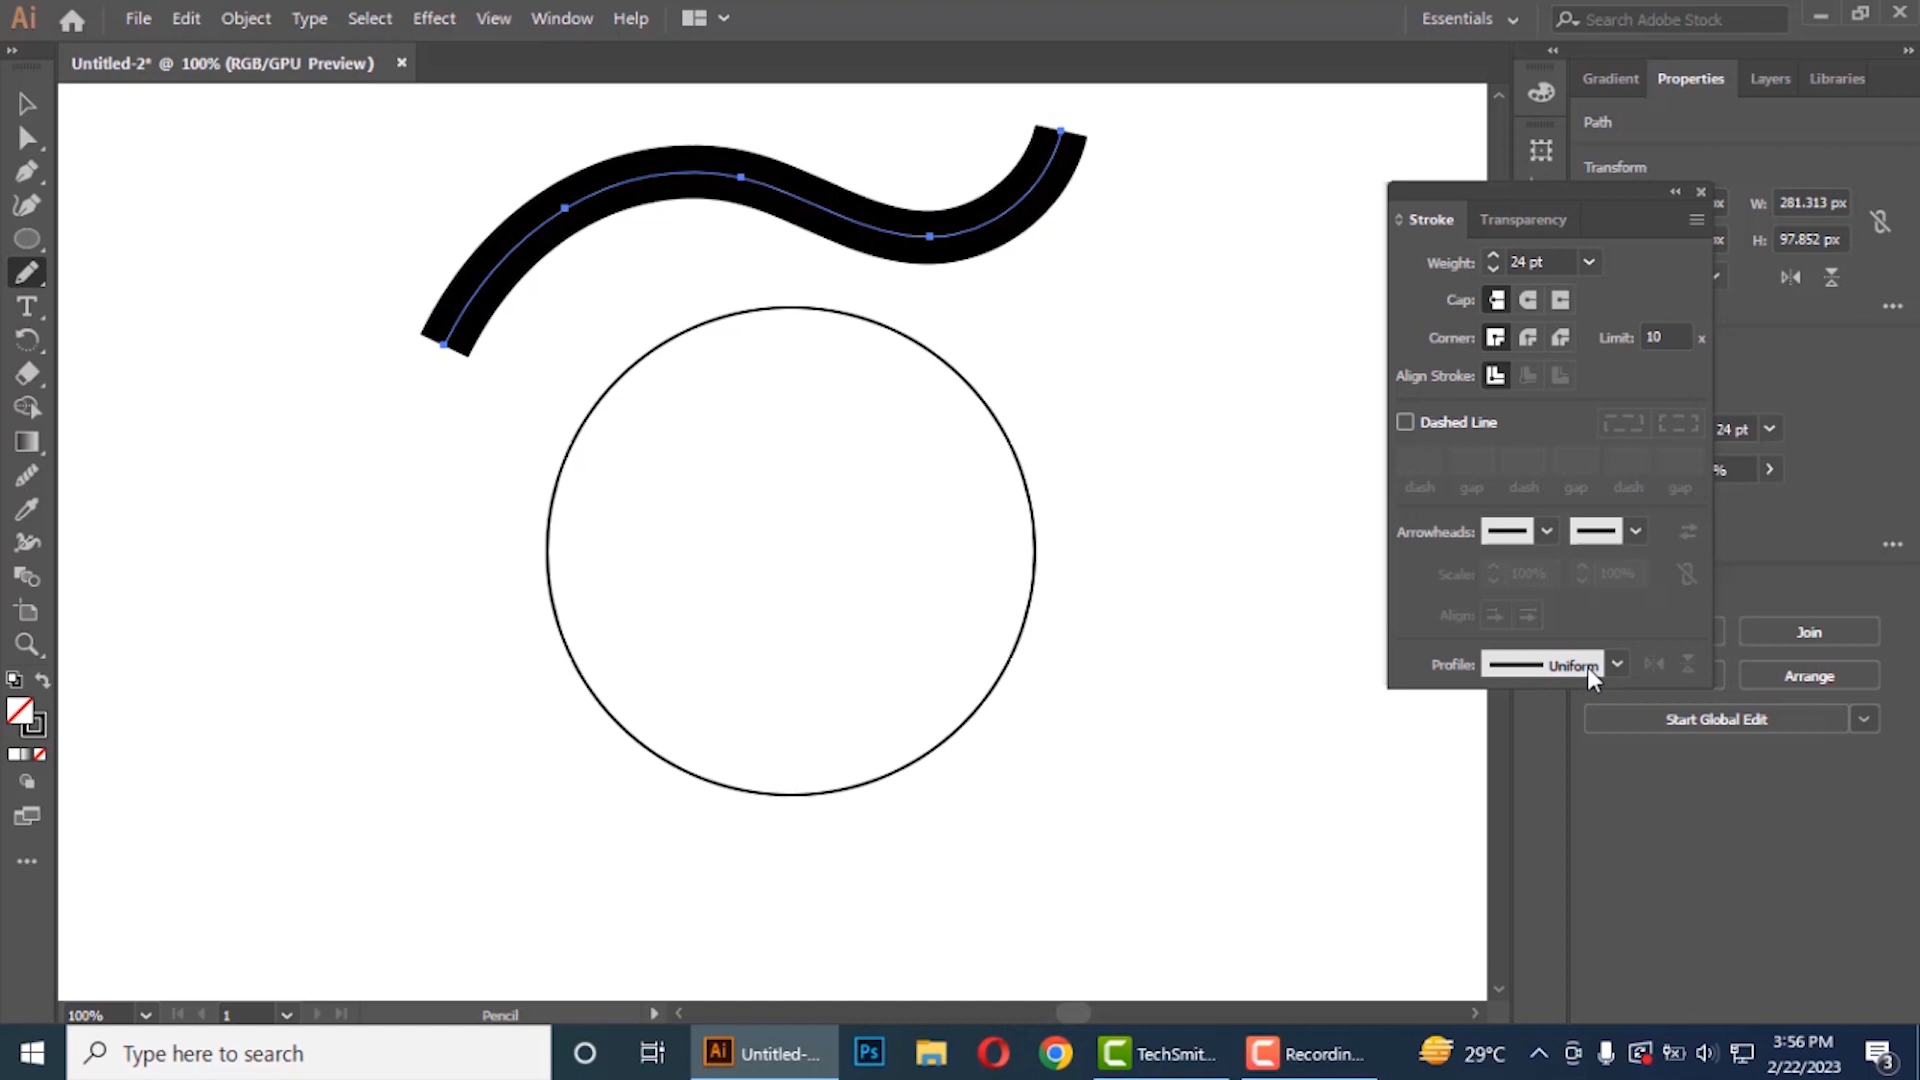 Ai File Edit Object Type Select Effect View Window Help Essentials Search Adobe Stock
Untitled-2* @ 100% (RGB/GPU Preview) ×
Gradient Properties Layers Libraries
Path
Transform
W: 281.313 px
H: 97.852 px
Stroke Transparency
Weight: 24 pt
Cap:
Corner: Limit: 10 x
Align Stroke:
Dashed Line
24 pt
%
dash gap dash gap dash gap
Arrowheads:
Scale: 100% 100%
Align:
Profile: Uniform
Join
Arrange
Start Global Edit
100% 1 Pencil
Type here to search
Ai Untitled-...
Ps
TechSmit...
Recordin...
29°C
3:56 PM
2/22/2023
3